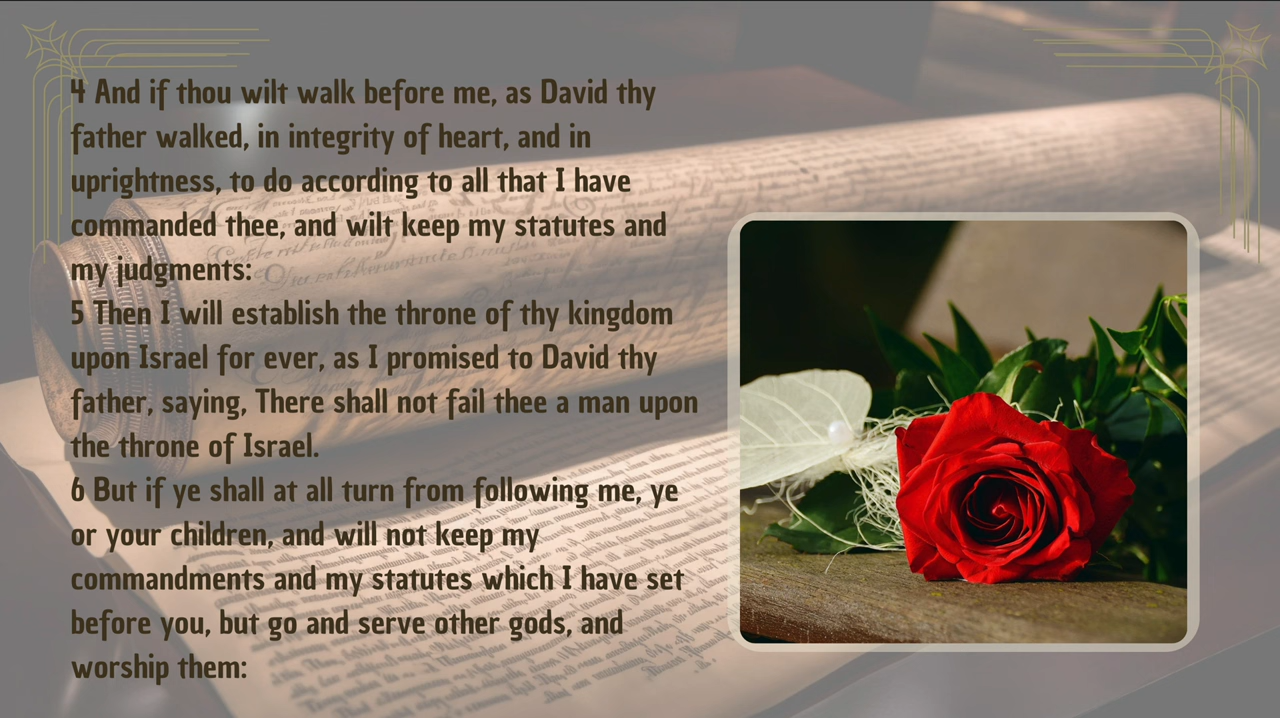 4 And if thou wilt walk before me, as David thy
father walked, in integrity of heart, and in
uprightness, to do according to all that I have
commanded thee, and wilt keep my statutes and
my judgments:
5 Then I will establish the throne of thy kingdom
upon Israel for ever, as I promised to David thy
father, saying, There shall not fail thee a man upon
the throne of Israel.
6 But if ye shall at all turn from following me, ye
or your children, and will not keep my
commandments and my statutes which I have set
before you, but go and serve other gods, and
worship them: